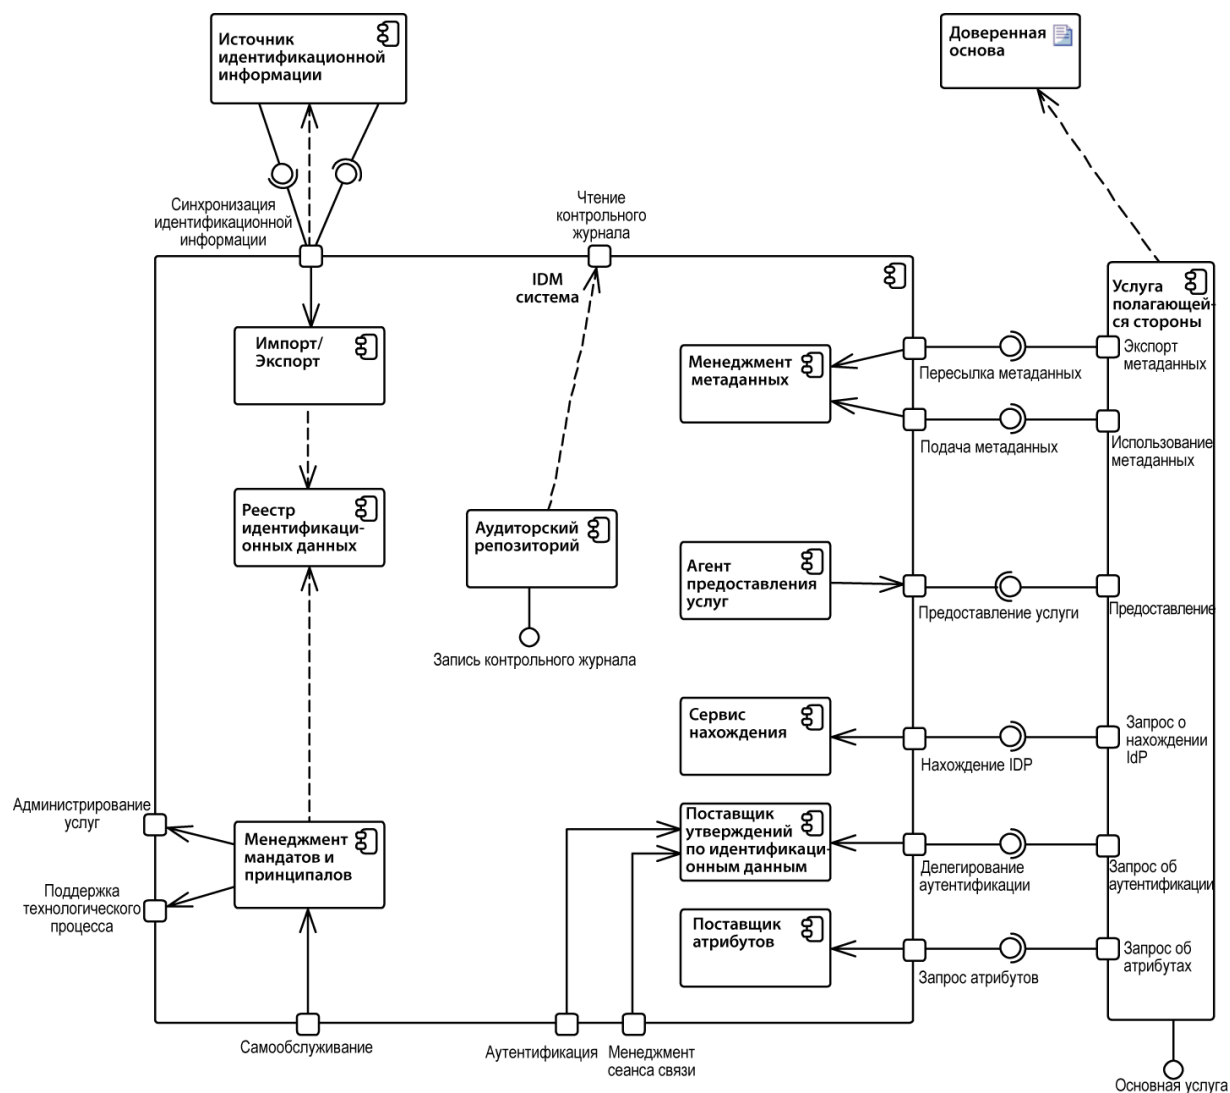 Источник
идентификационной
информации
Доверенная
основа
Синхронизация
идентификационной
информации
Чтение
контрольного
журнала
IDM
система
Услуга
полагающей-
ся стороны
Импорт/
Экспорт
Менеджмент
метаданных
Пересылка метаданных
Экспорт
метаданных
Подача метаданных
Использование
метаданных
Реестр
идентификаци-
онных данных
Аудиторский
репозиторий
Запись контрольного журнала
Агент
предоставления
услуг
Предоставление услуги
Предоставление
Сервис
нахождения
Нахождение IDP
Запрос о
нахождении
IdP
Администрирование
услуг
Менеджмент
мандатов и
принципалов
Поддержка
технологического
процесса
Поставщик
утверждений
по идентификаци-
онным данным
Делегирование
аутентификации
Запрос об
аутентификации
Поставщик
атрибутов
Запрос атрибутов
Запрос об
атрибутах
Самообслуживание
Аутентификация
Менеджмент
сеанса связи
Основная услуга